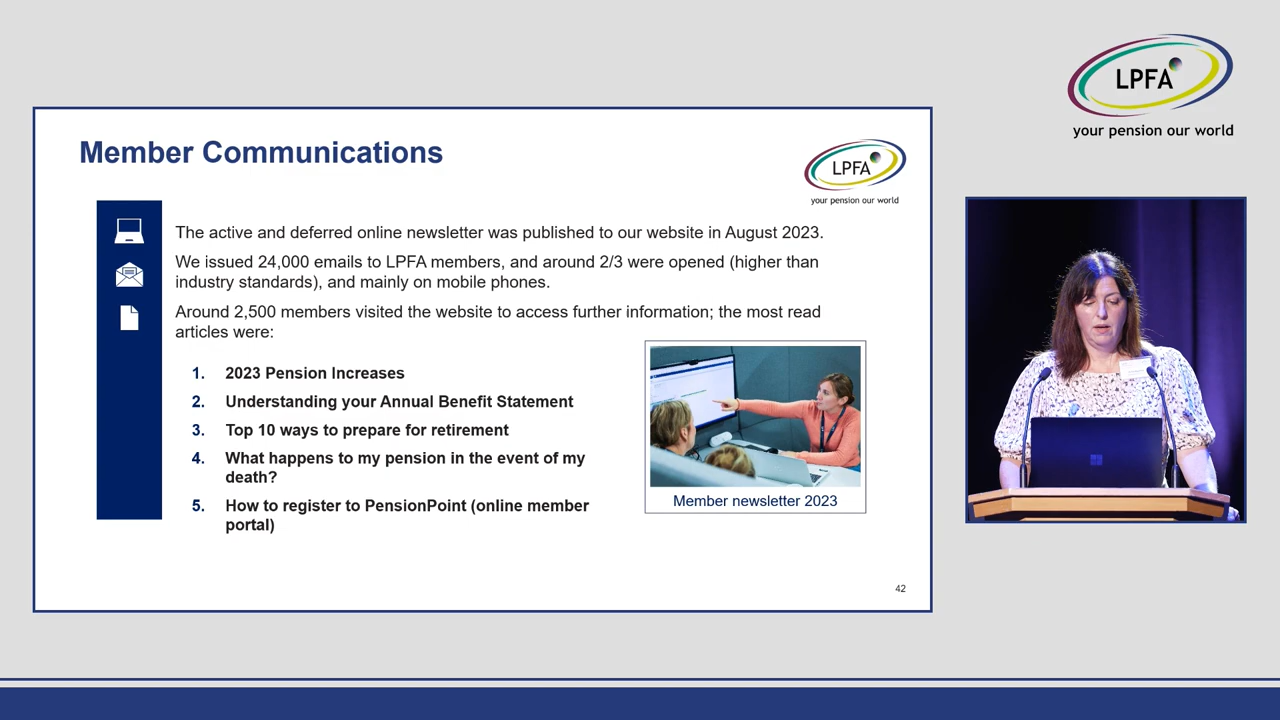 LPFA
your pension our world
Member Communications
LPFA
your pension our world
The active and deferred online newsletter was published to our website in August 2023.
We issued 24,000 emails to LPFA members, and around 2/3 were opened (higher than
industry standards), and mainly on mobile phones.
Around 2,500 members visited the website to access further information; the most read
articles were:
1. 2023 Pension Increases
2. Understanding your Annual Benefit Statement
3. Top 10 ways to prepare for retirement
4. What happens to my pension in the event of my
death?
5. How to register to PensionPoint (online member
portal)
Member newsletter 2023
42